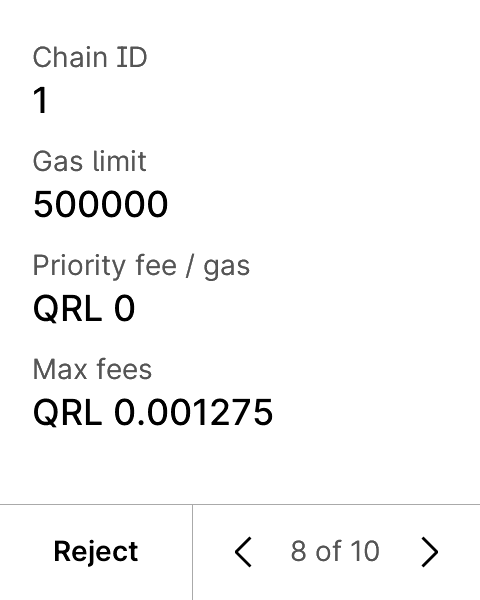 Chain ID
1
Gas limit
500000
Priority fee / gas
QRL 0
Max fees
QRL 0.001275
Reject
8 of 10